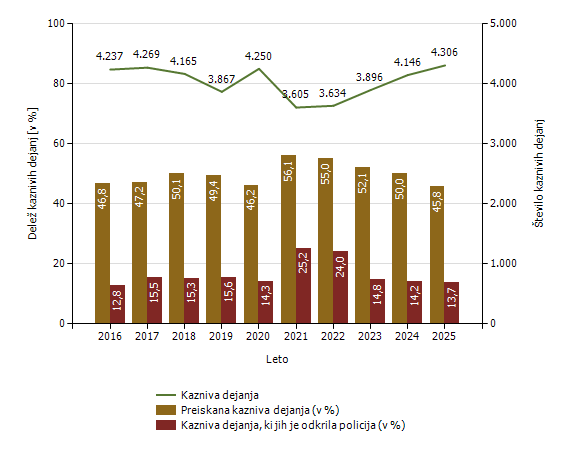 Delež kaznivih dejanj [v %]
Število kaznivih dejanj
100
80
60
40
20
0
5.000
4.000
3.000
2.000
1.000
0
4.237 4.269 4.165 3.867 4.250 3.605 3.634 3.896 4.146 4.306
46,8 47,2 50,1 49,4 46,2 56,1 55,0 52,1 50,0 45,8
12,8 15,5 15,3 15,6 14,3 25,2 24,0 14,8 14,2 13,7
2016 2017 2018 2019 2020 2021 2022 2023 2024 2025
Leto
Kazniva dejanja
Preiskana kazniva dejanja (v %)
Kazniva dejanja, ki jih je odkrila policija (v %)